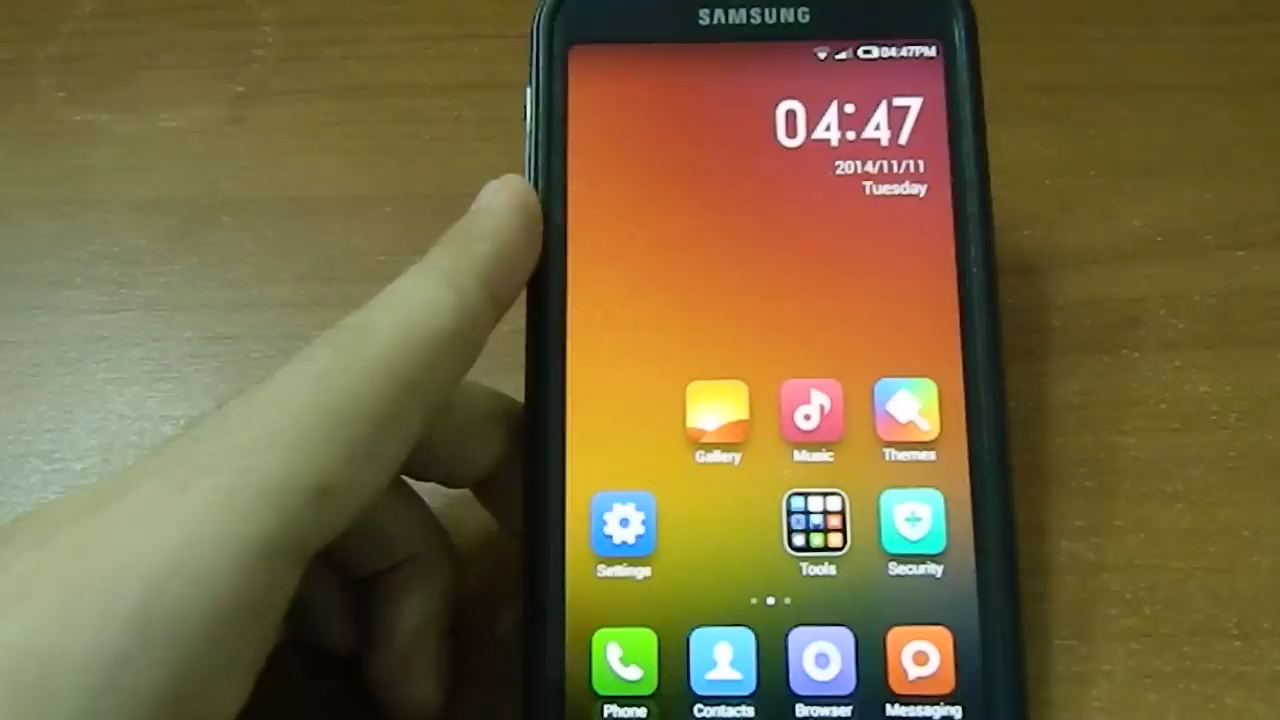 SAMSUNG
04:47PM
04:47
2014/11/11
Tuesday
Gallery Music Themes
Settings Tools Security
Phone Contacts Browser Messaging